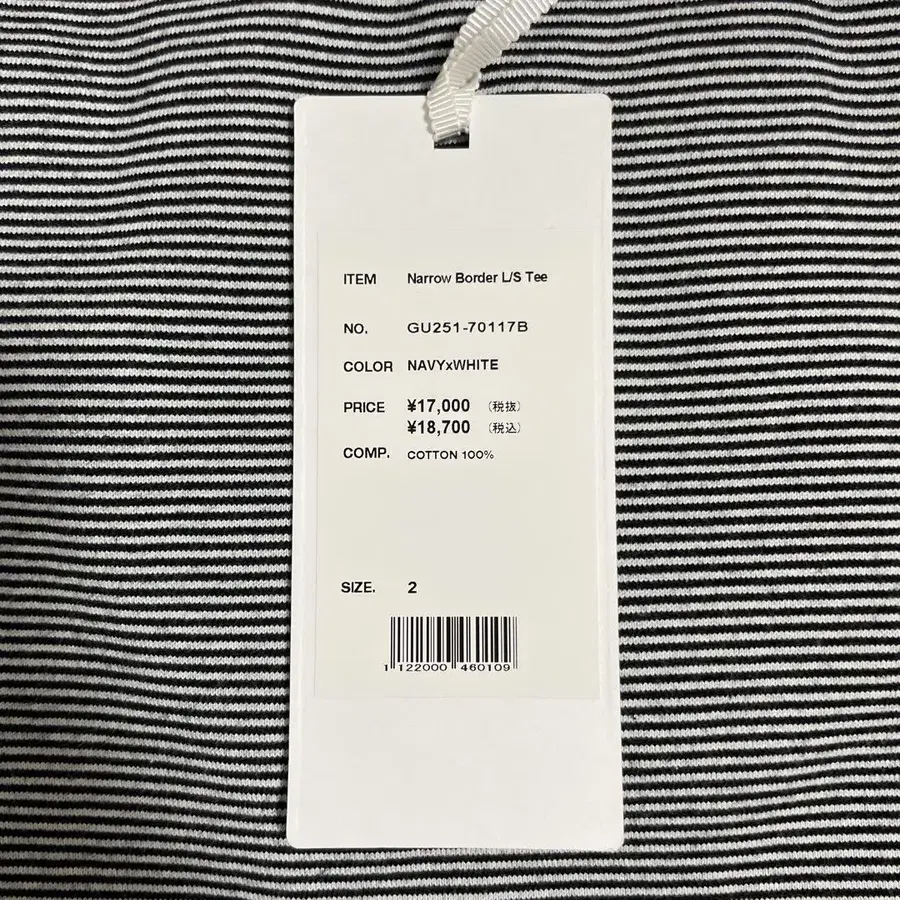 ITEM Narrow Border L/S Tee
NO. GU251-70117B
COLOR NAVYxWHITE
PRICE ¥17,000 (税抜)
¥18,700 (税込)
COMP. COTTON 100%
SIZE. 2
1 122000 460109